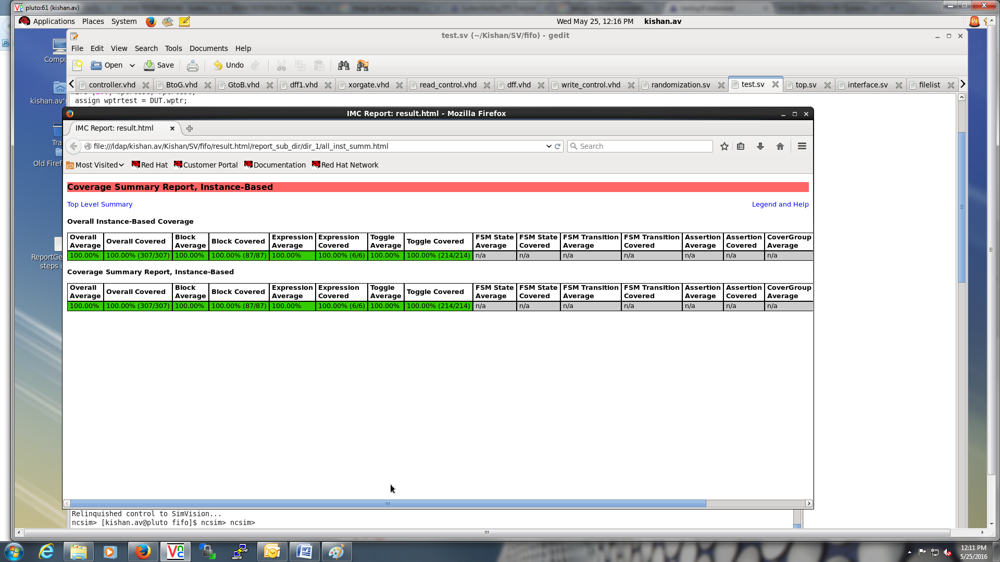 pluto:61 (kishan.av)
Applications Places System Wed May 25, 12:16 PM kishan.av
test.sv (~/Kishan/SV/fifo) - gedit
File Edit View Search Tools Documents Help
Open Save Undo
controller.vhd BtoG.vhd GtoB.vhd dff1.vhd xorgate.vhd read_control.vhd dff.vhd write_control.vhd randomization.sv test.sv top.sv interface.sv filelist
assign wptrtest = DUT.wptr;
Compu
kishan.av'
Tra
Old Firef
ReportGe
steps i
IMC Report: result.html - Mozilla Firefox
IMC Report: result.html
file:///ldap/kishan.av/Kishan/SV/fifo/result.html/report_sub_dir/dir_1/all_inst_summ.html Search
Most Visited Red Hat Customer Portal Documentation Red Hat Network
Coverage Summary Report, Instance-Based
Top Level Summary Legend and Help
Overall Instance-Based Coverage
Overall Average Overall Covered Block Average Block Covered Expression Average Expression Covered Toggle Average Toggle Covered FSM State Average FSM State Covered FSM Transition Average FSM Transition Covered Assertion Average Assertion Covered CoverGroup Average
100.00% 100.00% (307/307) 100.00% 100.00% (87/87) 100.00% 100.00% (6/6) 100.00% 100.00% (214/214) n/a n/a n/a n/a n/a n/a n/a
Coverage Summary Report, Instance-Based
Overall Average Overall Covered Block Average Block Covered Expression Average Expression Covered Toggle Average Toggle Covered FSM State Average FSM State Covered FSM Transition Average FSM Transition Covered Assertion Average Assertion Covered CoverGroup Average
100.00% 100.00% (307/307) 100.00% 100.00% (87/87) 100.00% 100.00% (6/6) 100.00% 100.00% (214/214) n/a n/a n/a n/a n/a n/a n/a
Relinquished control to SimVision...
ncsim> [kishan.av@pluto fifo]$ ncsim> ncsim>
12:11 PM
5/25/2016